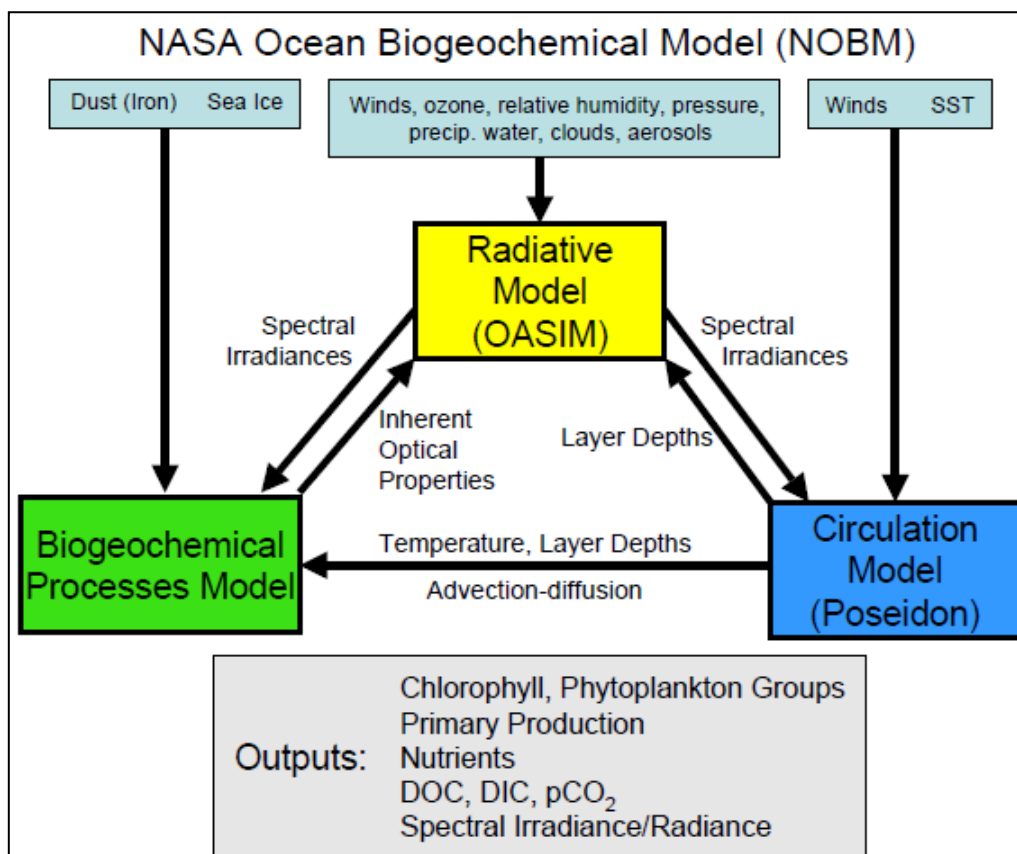 NASA Ocean Biogeochemical Model (NOBM)
Dust (Iron) Sea Ice
Winds, ozone, relative humidity, pressure,
precip. water, clouds, aerosols
Winds SST
Radiative
Model
(OASIM)
Spectral
Irradiances
Spectral
Irradiances
Inherent
Optical
Properties
Layer Depths
Biogeochemical
Processes Model
Temperature, Layer Depths
Advection-diffusion
Circulation
Model
(Poseidon)
Outputs:
Chlorophyll, Phytoplankton Groups
Primary Production
Nutrients
DOC, DIC, pCO₂
Spectral Irradiance/Radiance